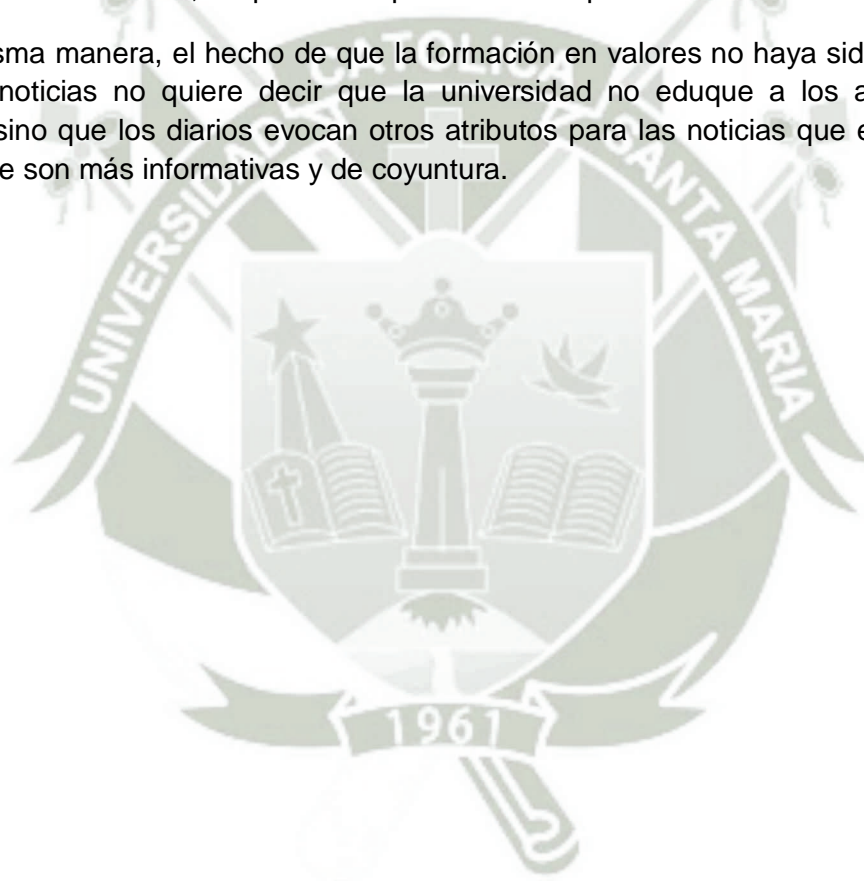 sma manera, el hecho de que la formación en valores no haya sid
noticias no quiere decir que la universidad no eduque a los a
sino que los diarios evocan otros atributos para las noticias que e
e son más informativas y de coyuntura.
UNIVERSIDAD CATOLICA SANTA MARIA
1961